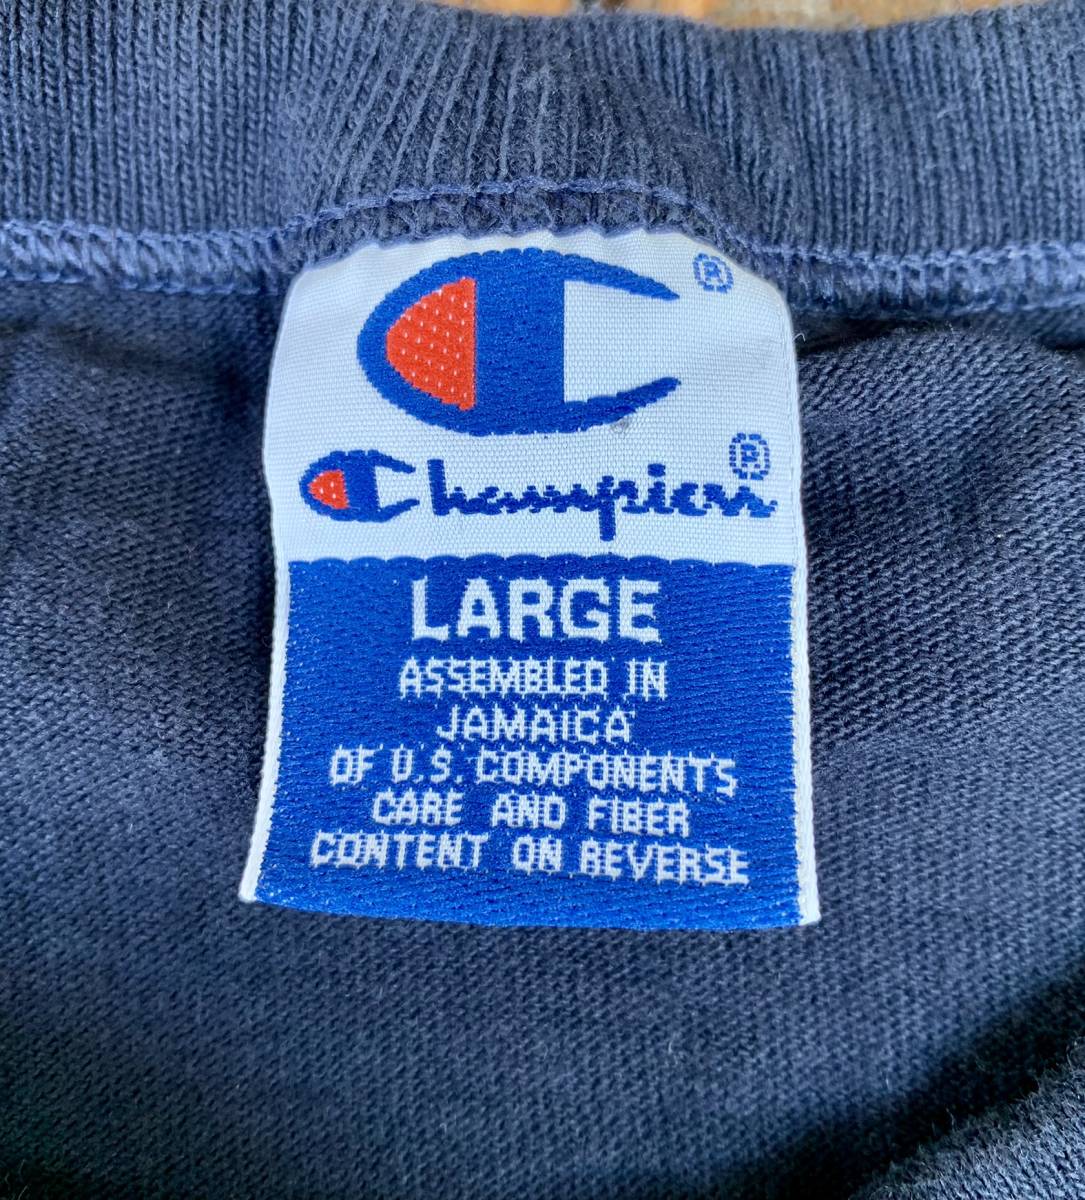 ®
Champion®
LARGE
ASSEMBLED IN
JAMAICA
OF U.S. COMPONENTS
CARE AND FIBER
CONTENT ON REVERSE